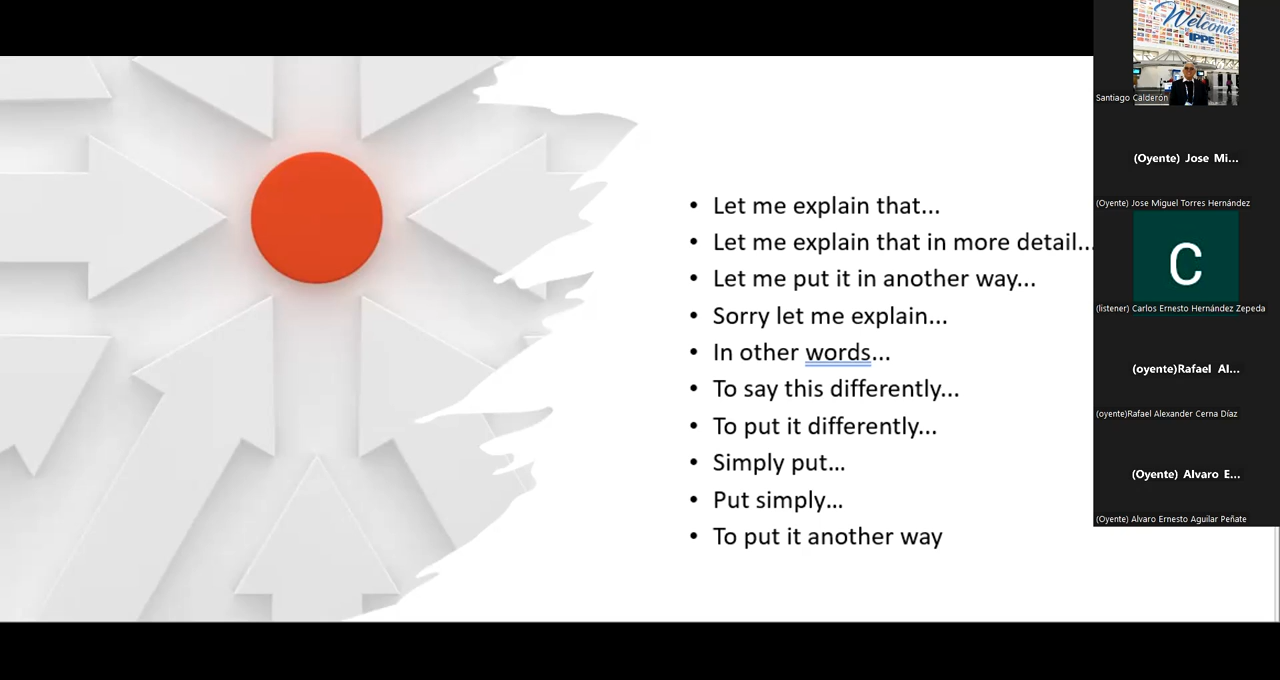 Let me explain that...
Let me explain that in more detail...
Let me put it in another way...
Sorry let me explain...
In other words...
To say this differently...
To put it differently...
Simply put...
Put simply...
To put it another way
Welcome
IPPE
Santiago Calderón
(Oyente) Jose Mi...
(Oyente) Jose Miguel Torres Hernández
C
(listener) Carlos Ernesto Hernández Zepeda
(oyente)Rafael Al...
(oyente)Rafael Alexander Cerna Díaz
(Oyente) Alvaro E...
(Oyente) Alvaro Ernesto Aguilar Peñate